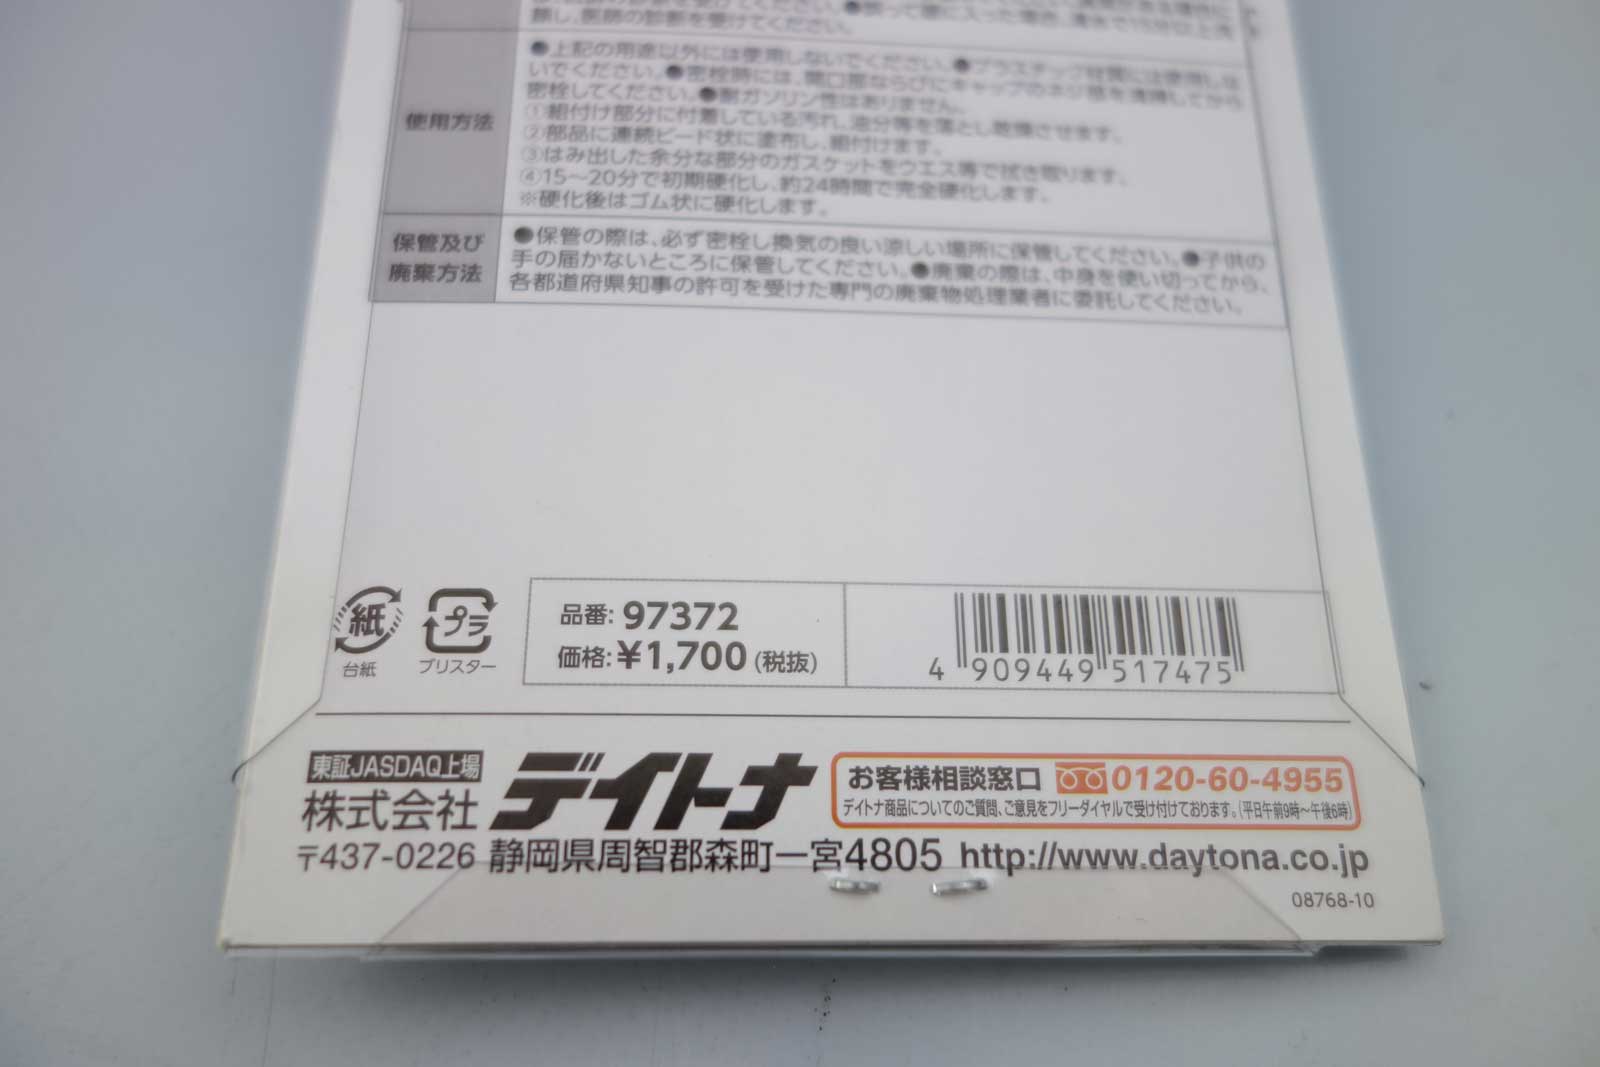 願し、医師の診断を受けてください。
使用方法
●上記の用途以外には使用しないでください。●プラスチック材質には使用しな
いでください。●密栓時には、開口部ならびにキャップのネジ部を清掃してから
密栓してください。●耐ガソリン性はありません。
①組付け部分に付着している汚れ、油分等を落とし乾燥させます。
②部品に連続ビード状に塗布し、組付けます。
③はみ出した余分な部分のガスケットをウエス等で拭き取ります。
④15〜20分で初期硬化し、約24時間で完全硬化します。
※硬化後はゴム状に硬化します。
保管及び
廃棄方法
●保管の際は、必ず密栓し換気の良い涼しい場所に保管してください。●子供の
手の届かないところに保管してください。●廃棄の際は、中身を使い切ってから、
各都道府県知事の許可を受けた専門の廃棄物処理業者に委託してください。
紙
台紙
プラ
ブリスター
品番: 97372
価格: ¥1,700 (税抜)
4 909449 517475
東証JASDAQ上場
株式会社 デイトナ
お客様相談窓口 0120-60-4955
デイトナ商品についてのご質問、ご意見をフリーダイヤルで受け付けております。(平日午前9時〜午後6時)
〒437-0226 静岡県周智郡森町一宮4805 http://www.daytona.co.jp
08768-10